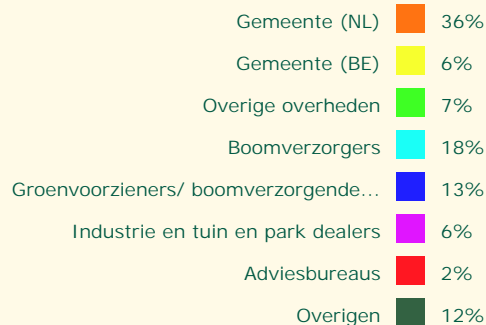 Gemeente (NL) 36%
Gemeente (BE) 6%
Overige overheden 7%
Boomverzorgers 18%
Groenvoorzieners/ boomverzorgende... 13%
Industrie en tuin en park dealers 6%
Adviesbureaus 2%
Overigen 12%